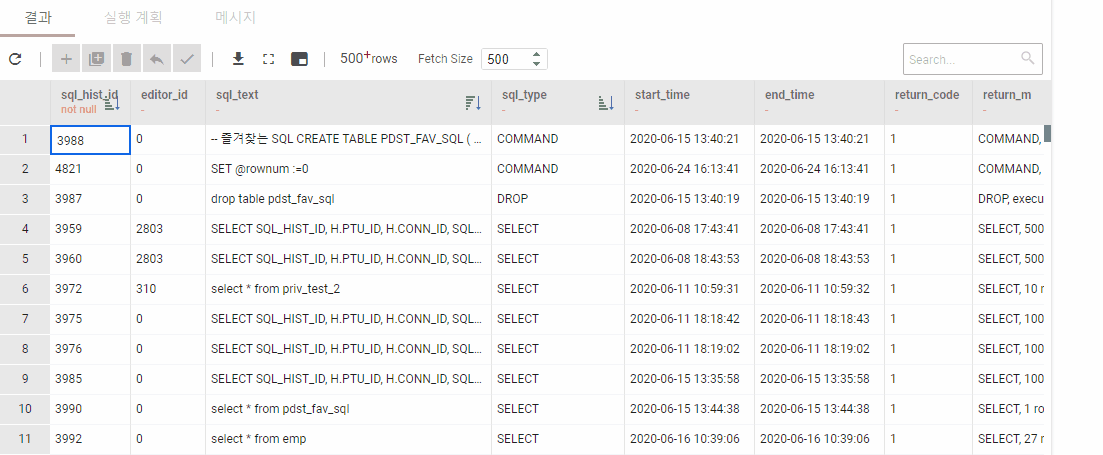 결과 실행 계획 메시지
500+rows Fetch Size 500 Search...
sql_hist_id editor_id sql_text sql_type start_time end_time return_code return_m
not null - - - - - - -
1 3988 0 -- 즐겨찾는 SQL CREATE TABLE PDST_FAV_SQL ( ... COMMAND 2020-06-15 13:40:21 2020-06-15 13:40:21 1 COMMAND,
2 4821 0 SET @rownum :=0 COMMAND 2020-06-24 16:13:41 2020-06-24 16:13:41 1 COMMAND,
3 3987 0 drop table pdst_fav_sql DROP 2020-06-15 13:40:19 2020-06-15 13:40:19 1 DROP, execu
4 3959 2803 SELECT SQL_HIST_ID, H.PTU_ID, H.CONN_ID, SQL... SELECT 2020-06-08 17:43:41 2020-06-08 17:43:41 1 SELECT, 500
5 3960 2803 SELECT SQL_HIST_ID, H.PTU_ID, H.CONN_ID, SQL... SELECT 2020-06-08 18:43:53 2020-06-08 18:43:53 1 SELECT, 500
6 3972 310 select * from priv_test_2 SELECT 2020-06-11 10:59:31 2020-06-11 10:59:32 1 SELECT, 10 r
7 3975 0 SELECT SQL_HIST_ID, H.PTU_ID, H.CONN_ID, SQL... SELECT 2020-06-11 18:18:42 2020-06-11 18:18:43 1 SELECT, 100
8 3976 0 SELECT SQL_HIST_ID, H.PTU_ID, H.CONN_ID, SQL... SELECT 2020-06-11 18:19:02 2020-06-11 18:19:02 1 SELECT, 100
9 3985 0 SELECT SQL_HIST_ID, H.PTU_ID, H.CONN_ID, SQL... SELECT 2020-06-15 13:35:58 2020-06-15 13:35:58 1 SELECT, 100
10 3990 0 select * from pdst_fav_sql SELECT 2020-06-15 13:44:38 2020-06-15 13:44:38 1 SELECT, 1 ro
11 3992 0 select * from emp SELECT 2020-06-16 10:39:06 2020-06-16 10:39:06 1 SELECT, 27 r